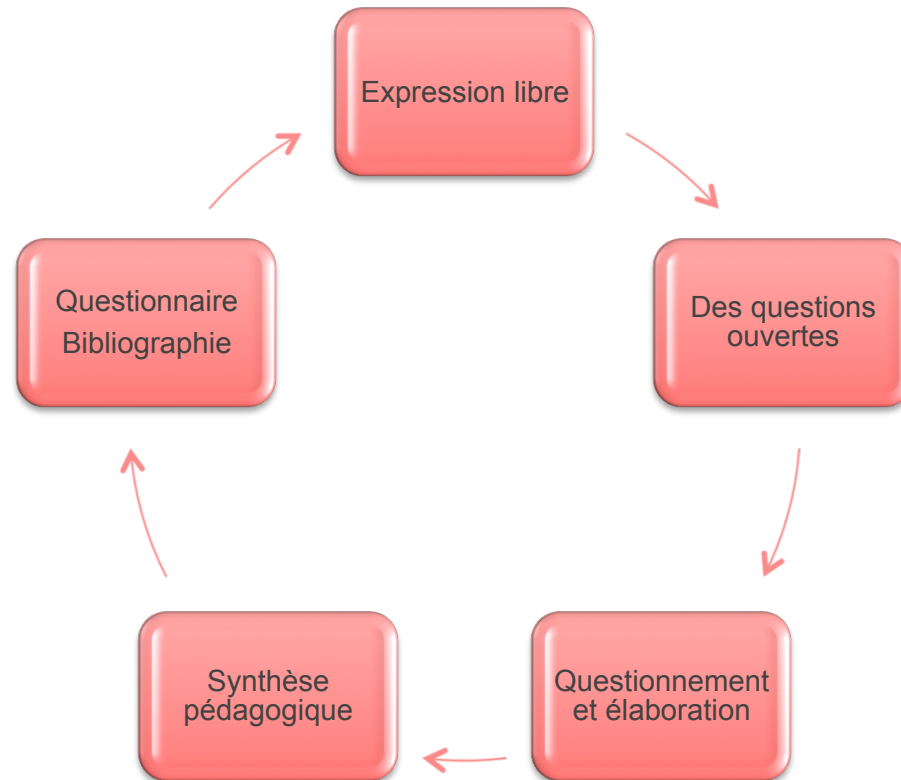 Expression libre
Des questions
ouvertes
Questionnement
et élaboration
Synthèse
pédagogique
Questionnaire
Bibliographie